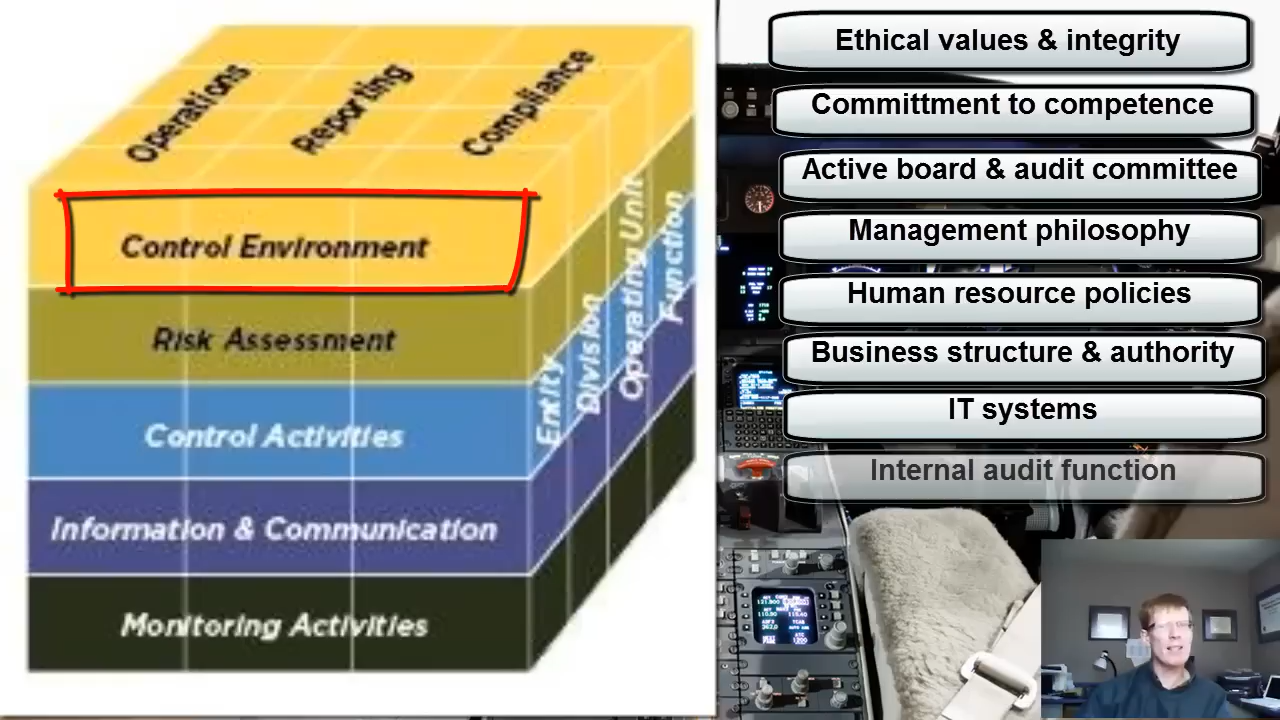 Operations
Reporting
Compliance
Control Environment
Risk Assessment
Control Activities
Information & Communication
Monitoring Activities
Entity
Division
Operating Unit
Function
Ethical values & integrity
Committment to competence
Active board & audit committee
Management philosophy
Human resource policies
Business structure & authority
IT systems
Internal audit function